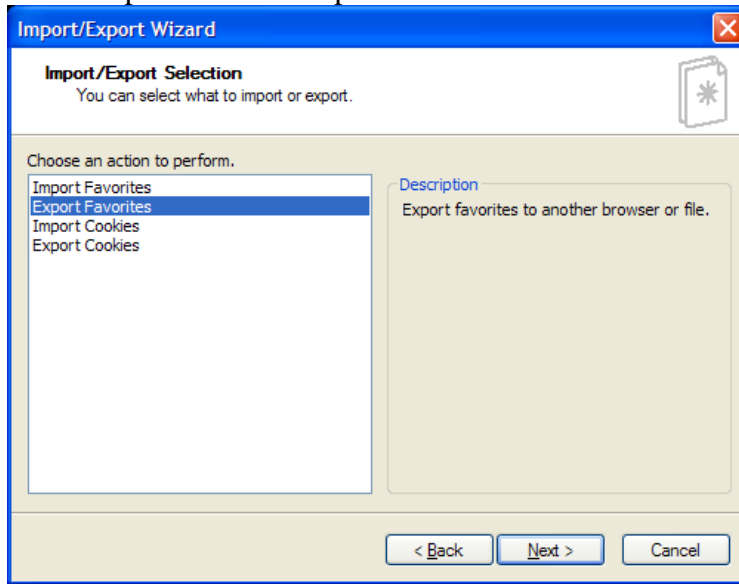 Import/Export Wizard
Import/Export Selection
You can select what to import or export.
Choose an action to perform.
Import Favorites
Export Favorites
Import Cookies
Export Cookies
Description
Export favorites to another browser or file.
< Back
Next >
Cancel